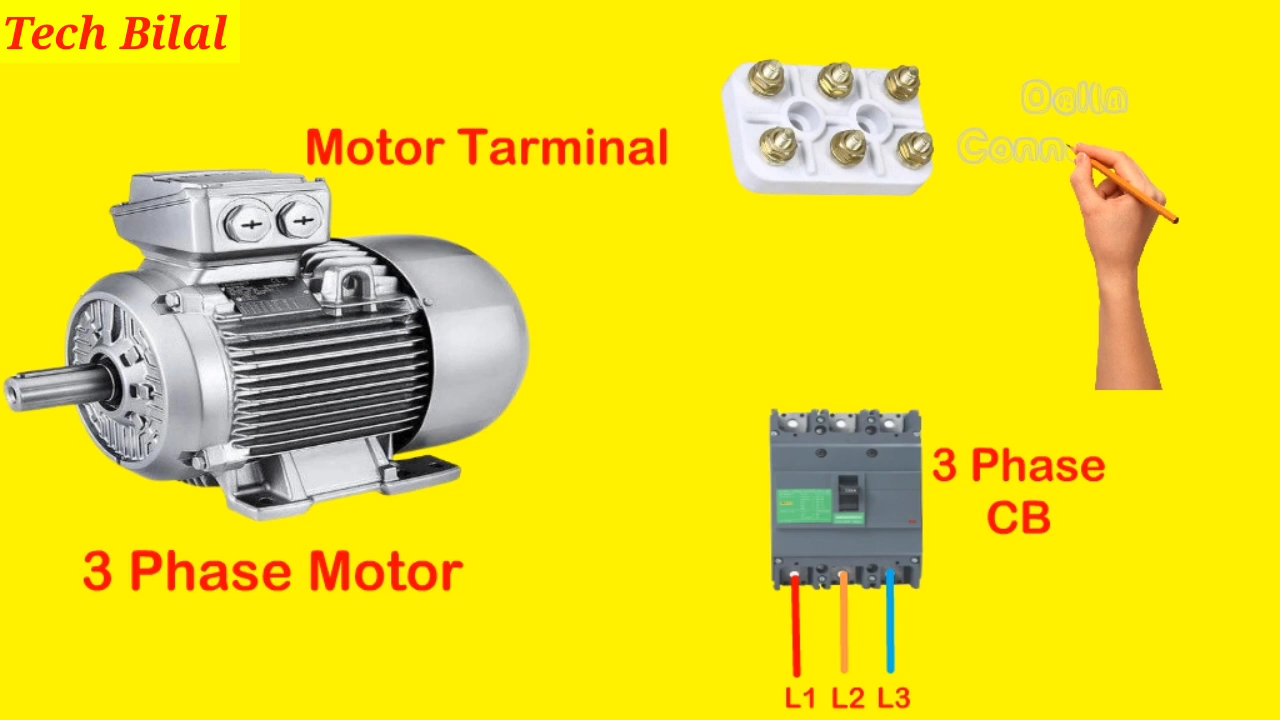 Tech Bilal
Motor Tarminal
3 Phase Motor
3 Phase
CB
L1 L2 L3